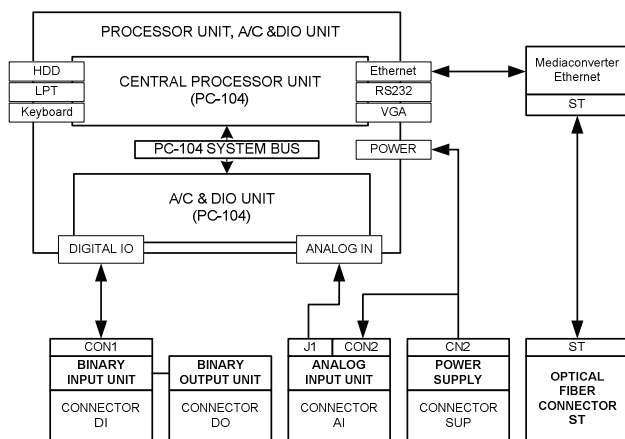 PROCESSOR UNIT, A/C &DIO UNIT
HDD
LPT
Keyboard
CENTRAL PROCESSOR UNIT
(PC-104)
Ethernet
RS232
VGA
Mediaconverter
Ethernet
ST
PC-104 SYSTEM BUS
POWER
A/C & DIO UNIT
(PC-104)
DIGITAL IO
ANALOG IN
CON1
BINARY
INPUT UNIT
CONNECTOR
DI
BINARY
OUTPUT UNIT
CONNECTOR
DO
J1
CON2
ANALOG
INPUT UNIT
CONNECTOR
AI
CN2
POWER
SUPPLY
CONNECTOR
SUP
ST
OPTICAL
FIBER
CONNECTOR
ST